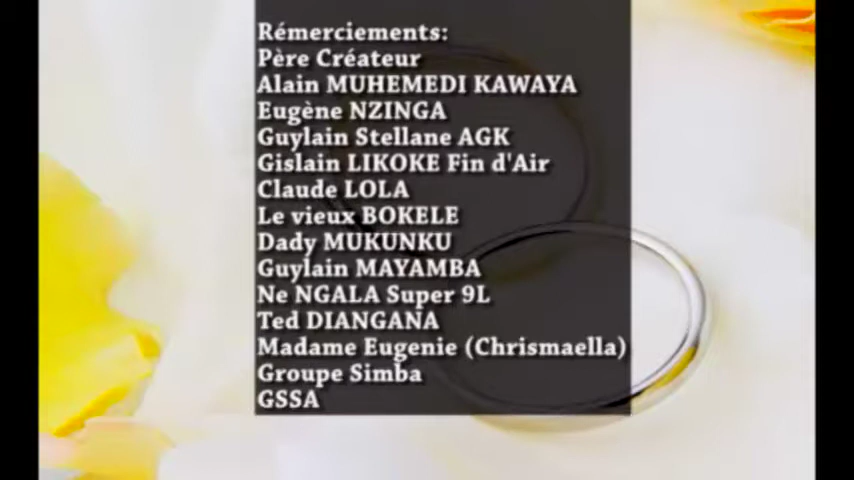 Rémerciements:
Père Créateur
Alain MUHEMEDI KAWAYA
Eugène NZINGA
Guylain Stellane AGK
Gislain LIKOKE Fin d'Air
Claude LOLA
Le vieux BOKELE
Dady MUKUNKU
Guylain MAYAMBA
Ne NGALA Super 9L
Ted DIANGANA
Madame Eugenie (Chrismaella)
Groupe Simba
GSSA